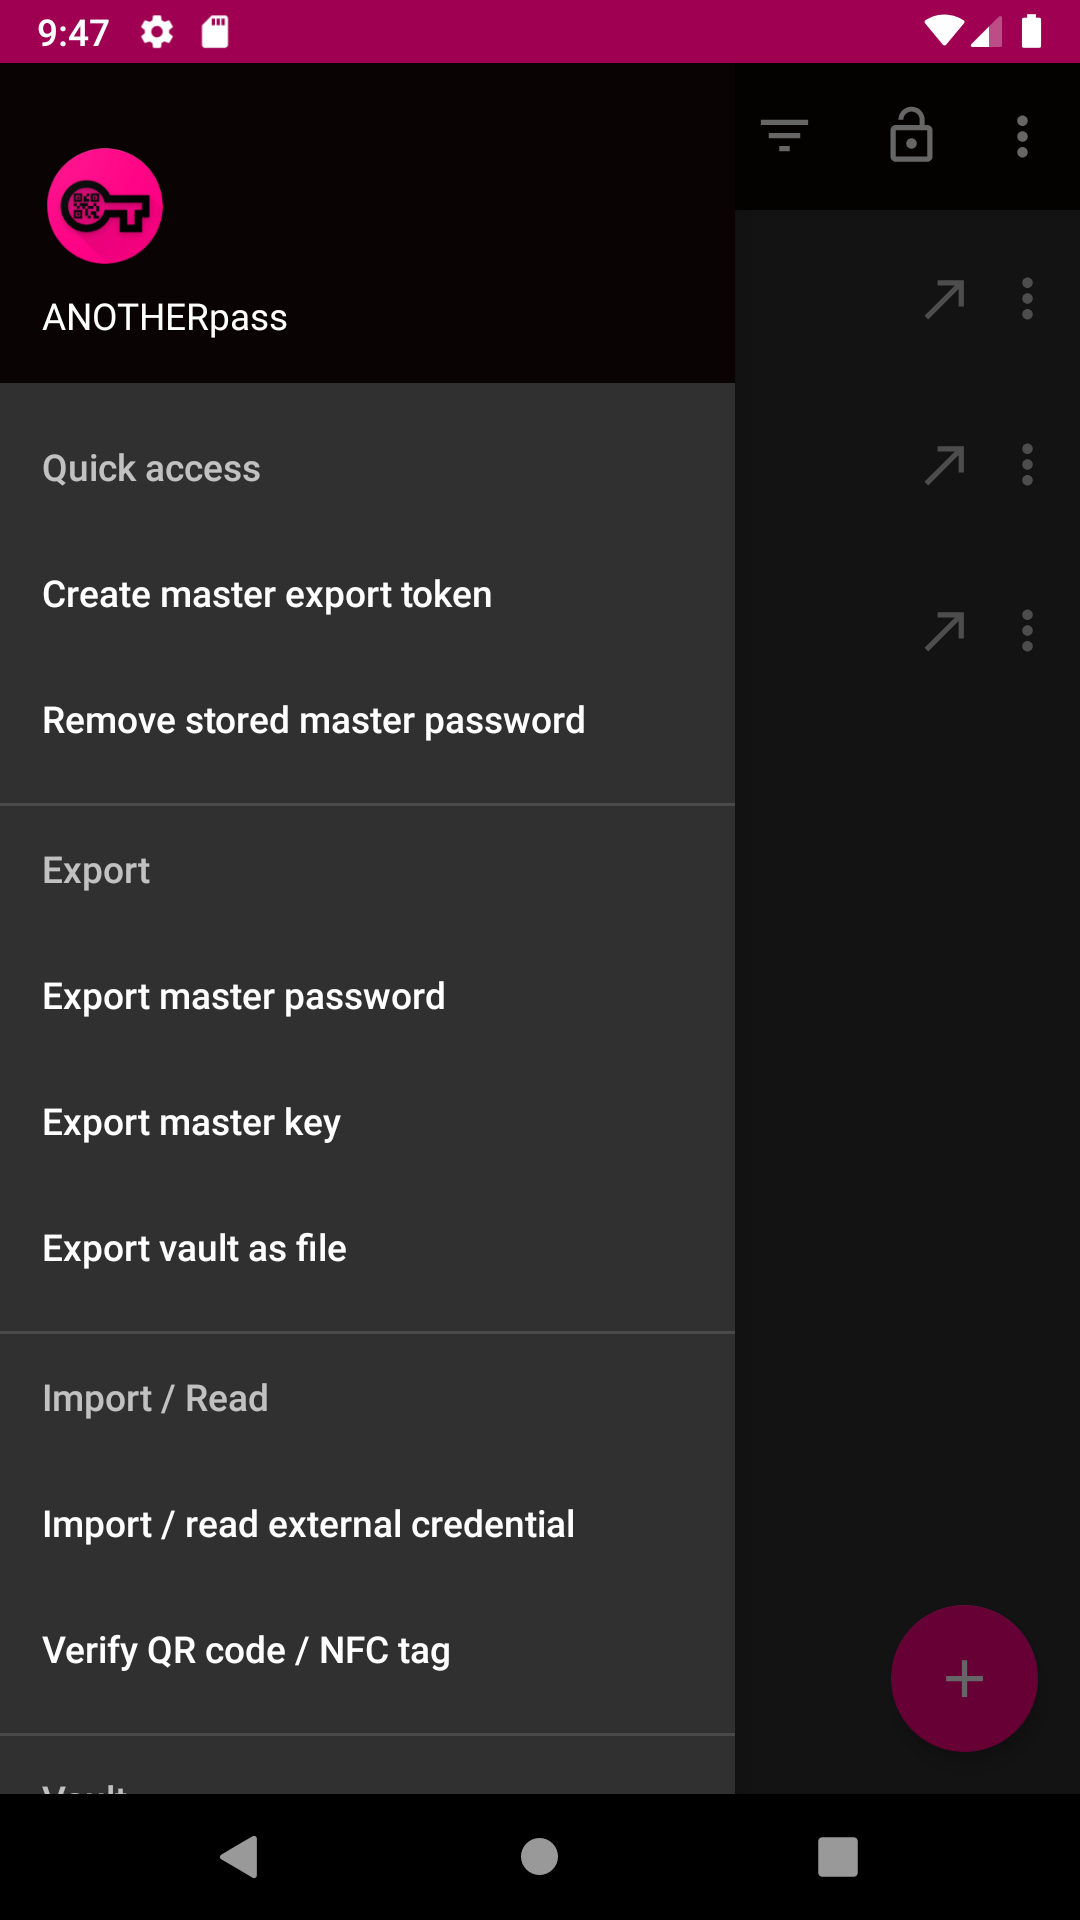 9:47
ANOTHERpass
Quick access
Create master export token
Remove stored master password
Export
Export master password
Export master key
Export vault as file
Import / Read
Import / read external credential
Verify QR code / NFC tag
Vault